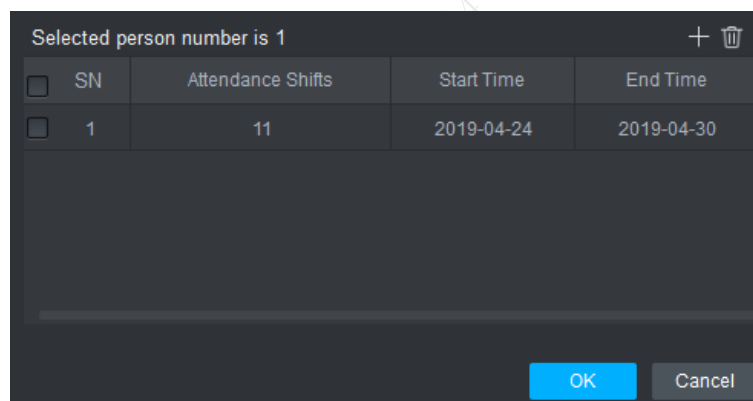 Selected person number is 1
SN Attendance Shifts Start Time End Time
1 11 2019-04-24 2019-04-30
OK Cancel